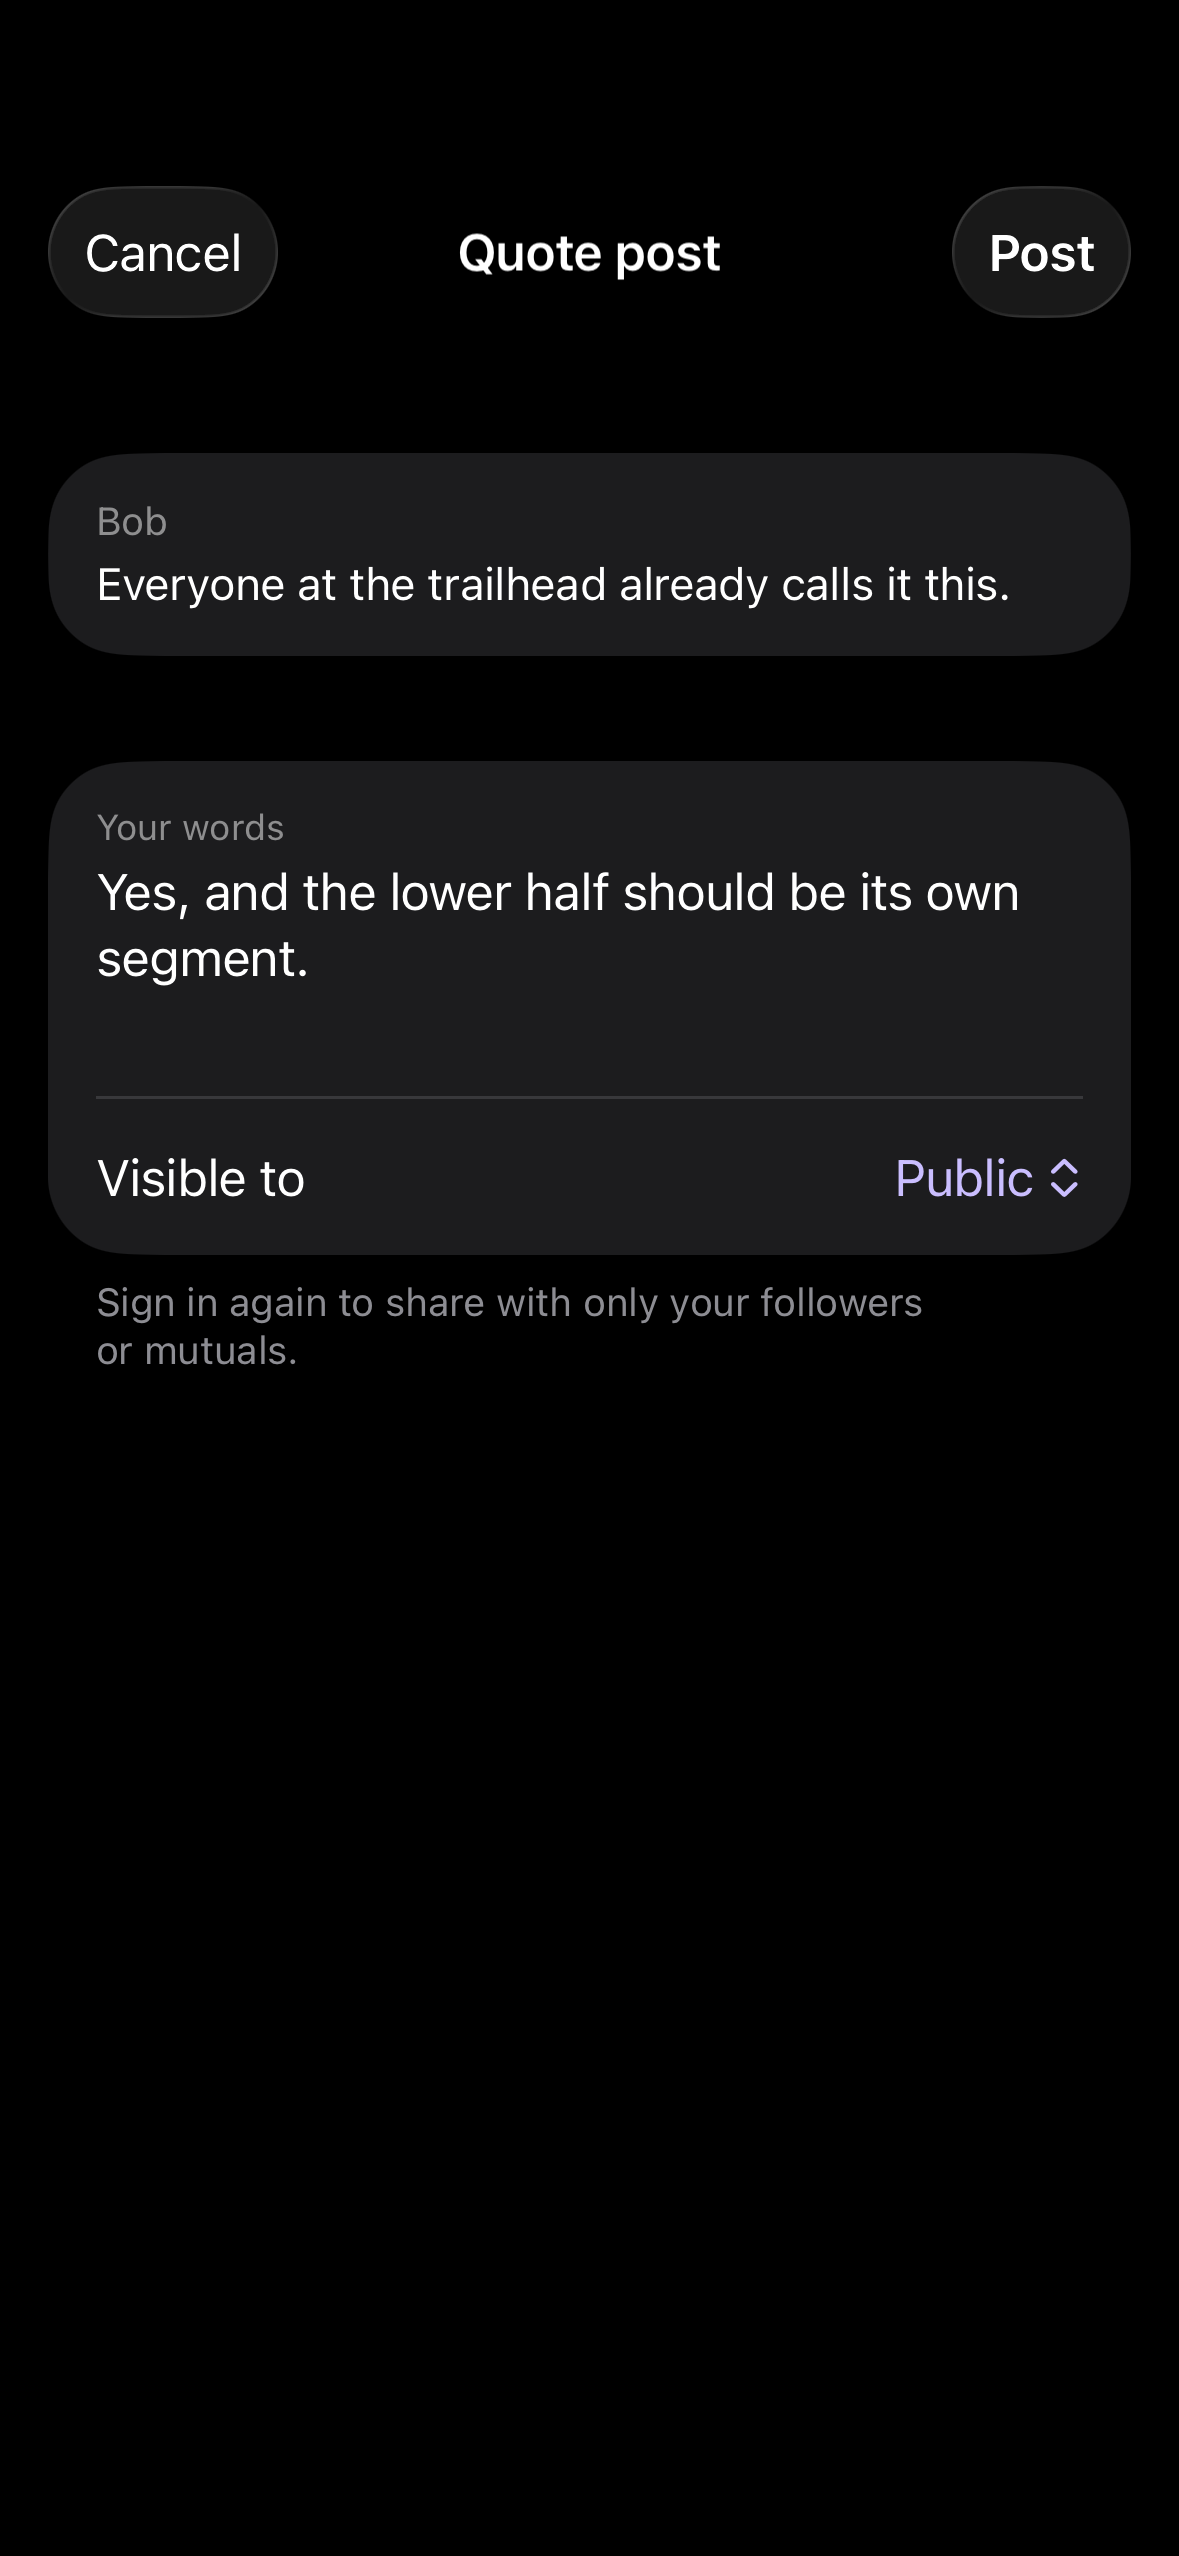 Cancel
Quote post
Post
Bob
Everyone at the trailhead already calls it this.
Your words
Yes, and the lower half should be its own
segment.
Visible to
Public
Sign in again to share with only your followers
or mutuals.